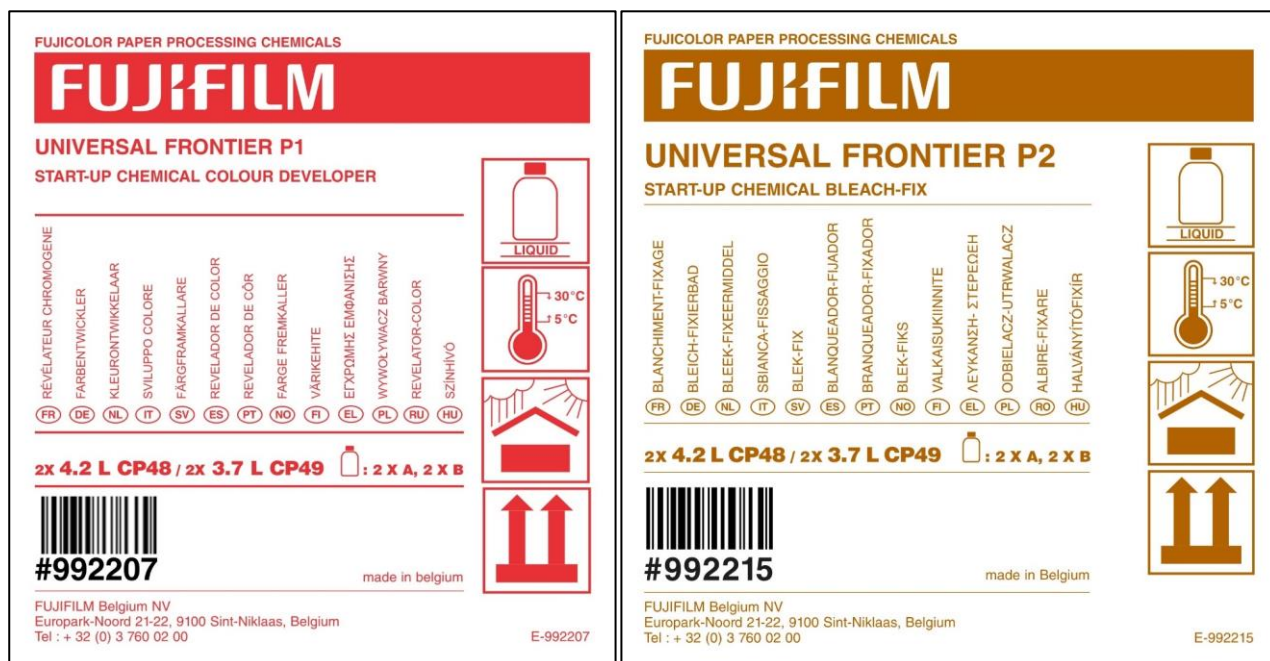 FUJICOLOR PAPER PROCESSING CHEMICALS
FUJIFILM
UNIVERSAL FRONTIER P1
START-UP CHEMICAL COLOUR DEVELOPER
RÉVÉLATEUR CHROMOGENE
FARBENTWICKLER
KLEURONTWIKKELAAR
SVILUPPO COLORE
FÄRGFRAMKALLARE
REVELADOR DE COLOR
REVELADOR DE CÔR
FARGE FREMKALLER
VÄRIKEHITE
ΕΓΧΡΩΜΗΣ ΕΜΦΑΝΙΣΗΣ
WYWOŁYWACZ BARWNY
REVELATOR-COLOR
SZÍNHÍVÓ
FR DE NL IT SV ES PT NO FI EL PL RU HU
LIQUID
30°C
5°C
2X 4.2 L CP48 / 2X 3.7 L CP49 : 2 X A, 2 X B
#992207
made in belgium
FUJIFILM Belgium NV
Europark-Noord 21-22, 9100 Sint-Niklaas, Belgium
Tel : + 32 (0) 3 760 02 00
E-992207
FUJICOLOR PAPER PROCESSING CHEMICALS
FUJIFILM
UNIVERSAL FRONTIER P2
START-UP CHEMICAL BLEACH-FIX
BLANCHIMENT-FIXAGE
BLEICH-FIXIERBAD
BLEEK-FIXEERMIDDEL
SBIANCA-FISSAGGIO
BLEK-FIX
BLANQUEADOR-FIJADOR
BRANQUEADOR-FIXADOR
BLEK-FIKS
VALKAISUKIINNITE
ΛΕΥΚΑΝΣΗ- ΣΤΕΡΕΩΣΗ
ODBIELACZ-UTRWALACZ
ALBIRE-FIXARE
HALVÁNYÍTÓFIXÍR
FR DE NL IT SV ES PT NO FI EL PL RO HU
LIQUID
30°C
5°C
2X 4.2 L CP48 / 2X 3.7 L CP49 : 2 X A, 2 X B
#992215
made in Belgium
FUJIFILM Belgium NV
Europark-Noord 21-22, 9100 Sint-Niklaas, Belgium
Tel : + 32 (0) 3 760 02 00
E-992215